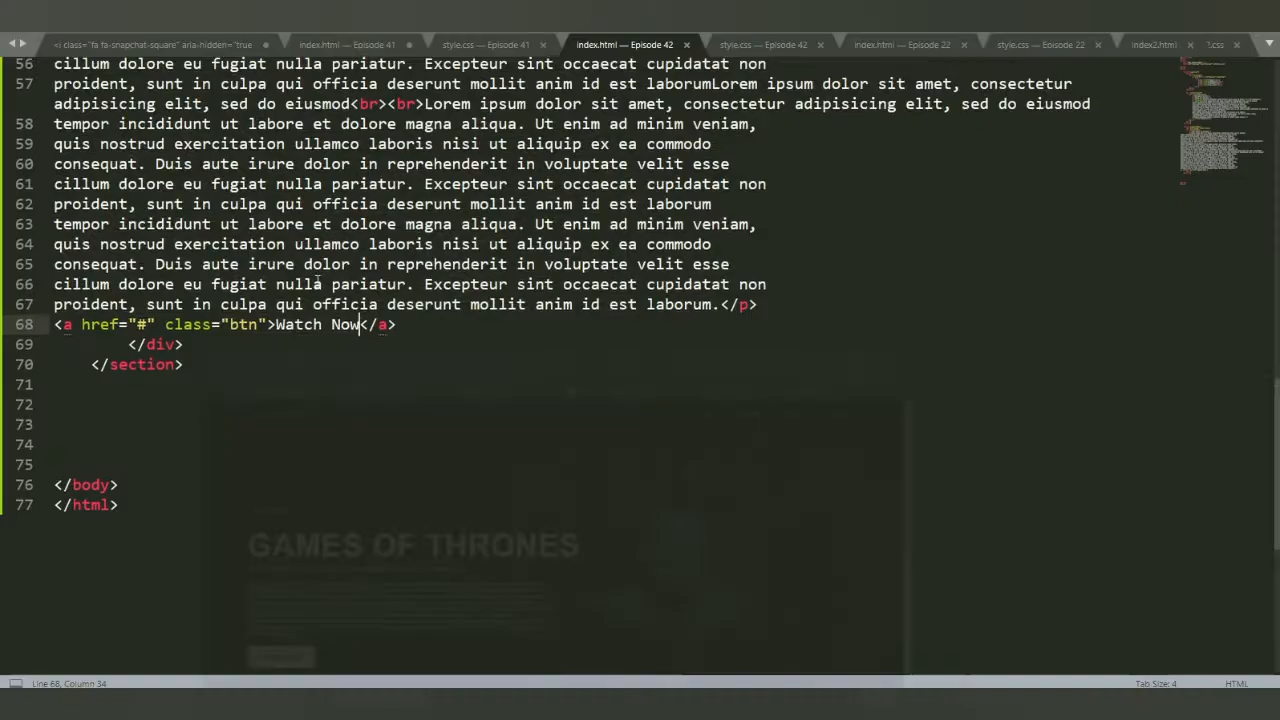 <i class="fa fa-snapchat-square" aria-hidden="true
index.html — Episode 41
style.css — Episode 41
index.html — Episode 42
style.css — Episode 42
index.html — Episode 22
style.css — Episode 22
index2.html
?.css
56 cillum dolore eu fugiat nulla pariatur. Excepteur sint occaecat cupidatat non
57 proident, sunt in culpa qui officia deserunt mollit anim id est laborumLorem ipsum dolor sit amet, consectetur
adipisicing elit, sed do eiusmod<br><br>Lorem ipsum dolor sit amet, consectetur adipisicing elit, sed do eiusmod
58 tempor incididunt ut labore et dolore magna aliqua. Ut enim ad minim veniam,
59 quis nostrud exercitation ullamco laboris nisi ut aliquip ex ea commodo
60 consequat. Duis aute irure dolor in reprehenderit in voluptate velit esse
61 cillum dolore eu fugiat nulla pariatur. Excepteur sint occaecat cupidatat non
62 proident, sunt in culpa qui officia deserunt mollit anim id est laborum
63 tempor incididunt ut labore et dolore magna aliqua. Ut enim ad minim veniam,
64 quis nostrud exercitation ullamco laboris nisi ut aliquip ex ea commodo
65 consequat. Duis aute irure dolor in reprehenderit in voluptate velit esse
66 cillum dolore eu fugiat nulla pariatur. Excepteur sint occaecat cupidatat non
67 proident, sunt in culpa qui officia deserunt mollit anim id est laborum.</p>
68 <a href="#" class="btn">Watch Now</a>
69 </div>
70 </section>
71
72
73
74
75
76 </body>
77 </html>
GAMES OF THRONES
Line 68, Column 34
Tab Size: 4
HTML